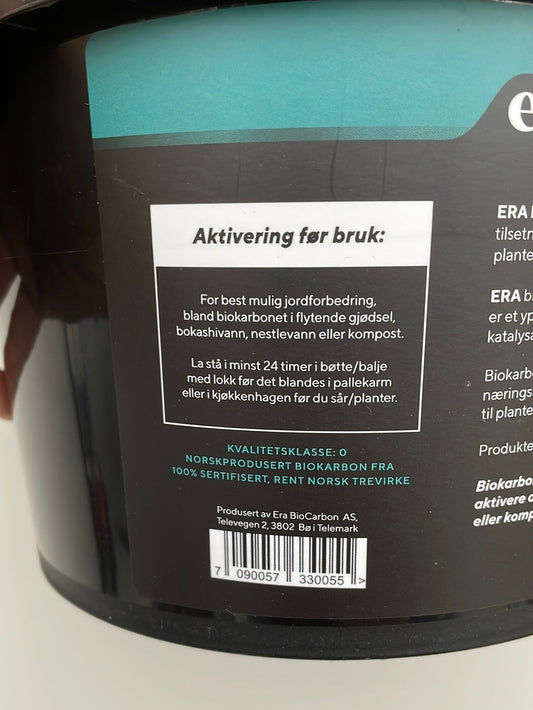 Aktivering før bruk:
For best mulig jordforbedring,
bland biokarbonet i flytende gjødsel,
bokashivann, nestlevann eller kompost.
La stå i minst 24 timer i bøtte/balje
med lokk før det blandes i pallekarm
eller i kjøkkenhagen før du sår/planter.
KVALITETSKLASSE: 0
NORSKPRODUSERT BIOKARBON FRA
100% SERTIFISERT, RENT NORSK TREVIRKE
Produsert av Era BioCarbon AS,
Televegen 2, 3802 Bø i Telemark
7 090057 330055 >
e
ERA
tilsetn
plante
ERA b
er et yp
katalysa
Biokarbo
nærings
til plante
Produkte
Biokarbo
aktivere
eller komp